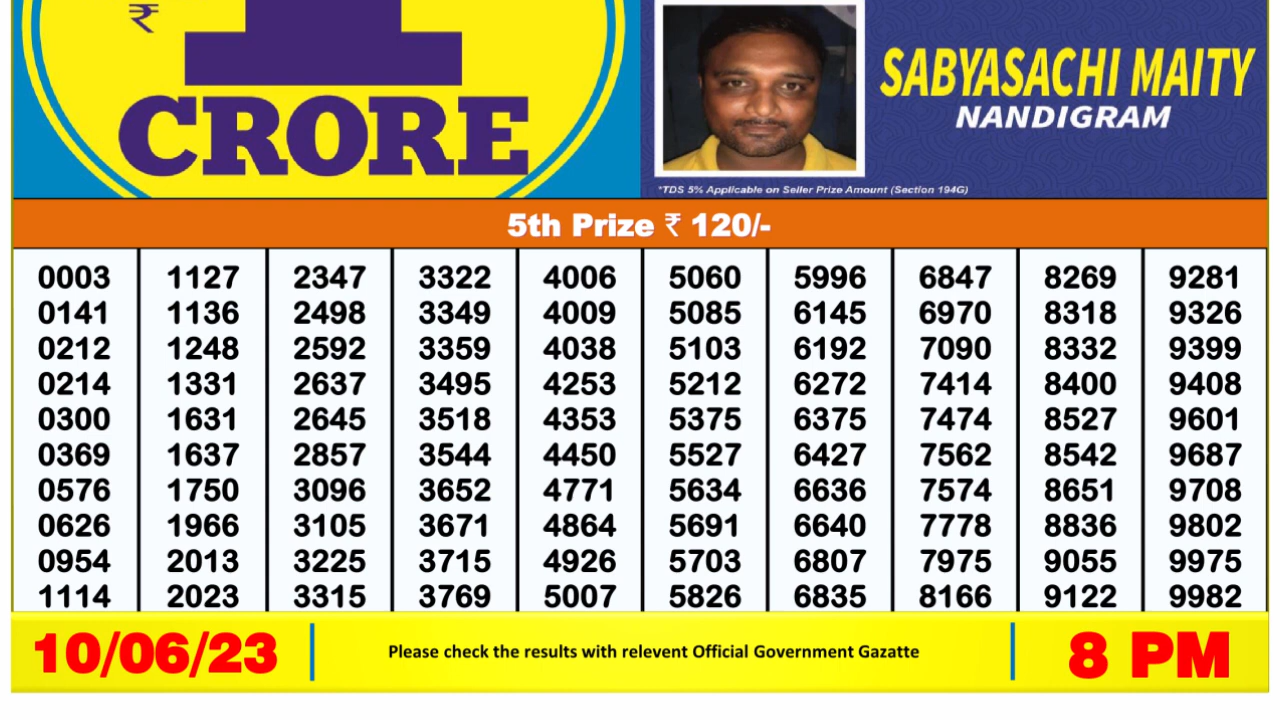 ₹
1
CRORE
SABYASACHI MAITY
NANDIGRAM
*TDS 5% Applicable on Seller Prize Amount (Section 194G)
5th Prize ₹ 120/-
0003 1127 2347 3322 4006 5060 5996 6847 8269 9281
0141 1136 2498 3349 4009 5085 6145 6970 8318 9326
0212 1248 2592 3359 4038 5103 6192 7090 8332 9399
0214 1331 2637 3495 4253 5212 6272 7414 8400 9408
0300 1631 2645 3518 4353 5375 6375 7474 8527 9601
0369 1637 2857 3544 4450 5527 6427 7562 8542 9687
0576 1750 3096 3652 4771 5634 6636 7574 8651 9708
0626 1966 3105 3671 4864 5691 6640 7778 8836 9802
0954 2013 3225 3715 4926 5703 6807 7975 9055 9975
1114 2023 3315 3769 5007 5826 6835 8166 9122 9982
10/06/23
Please check the results with relevent Official Government Gazatte
8 PM